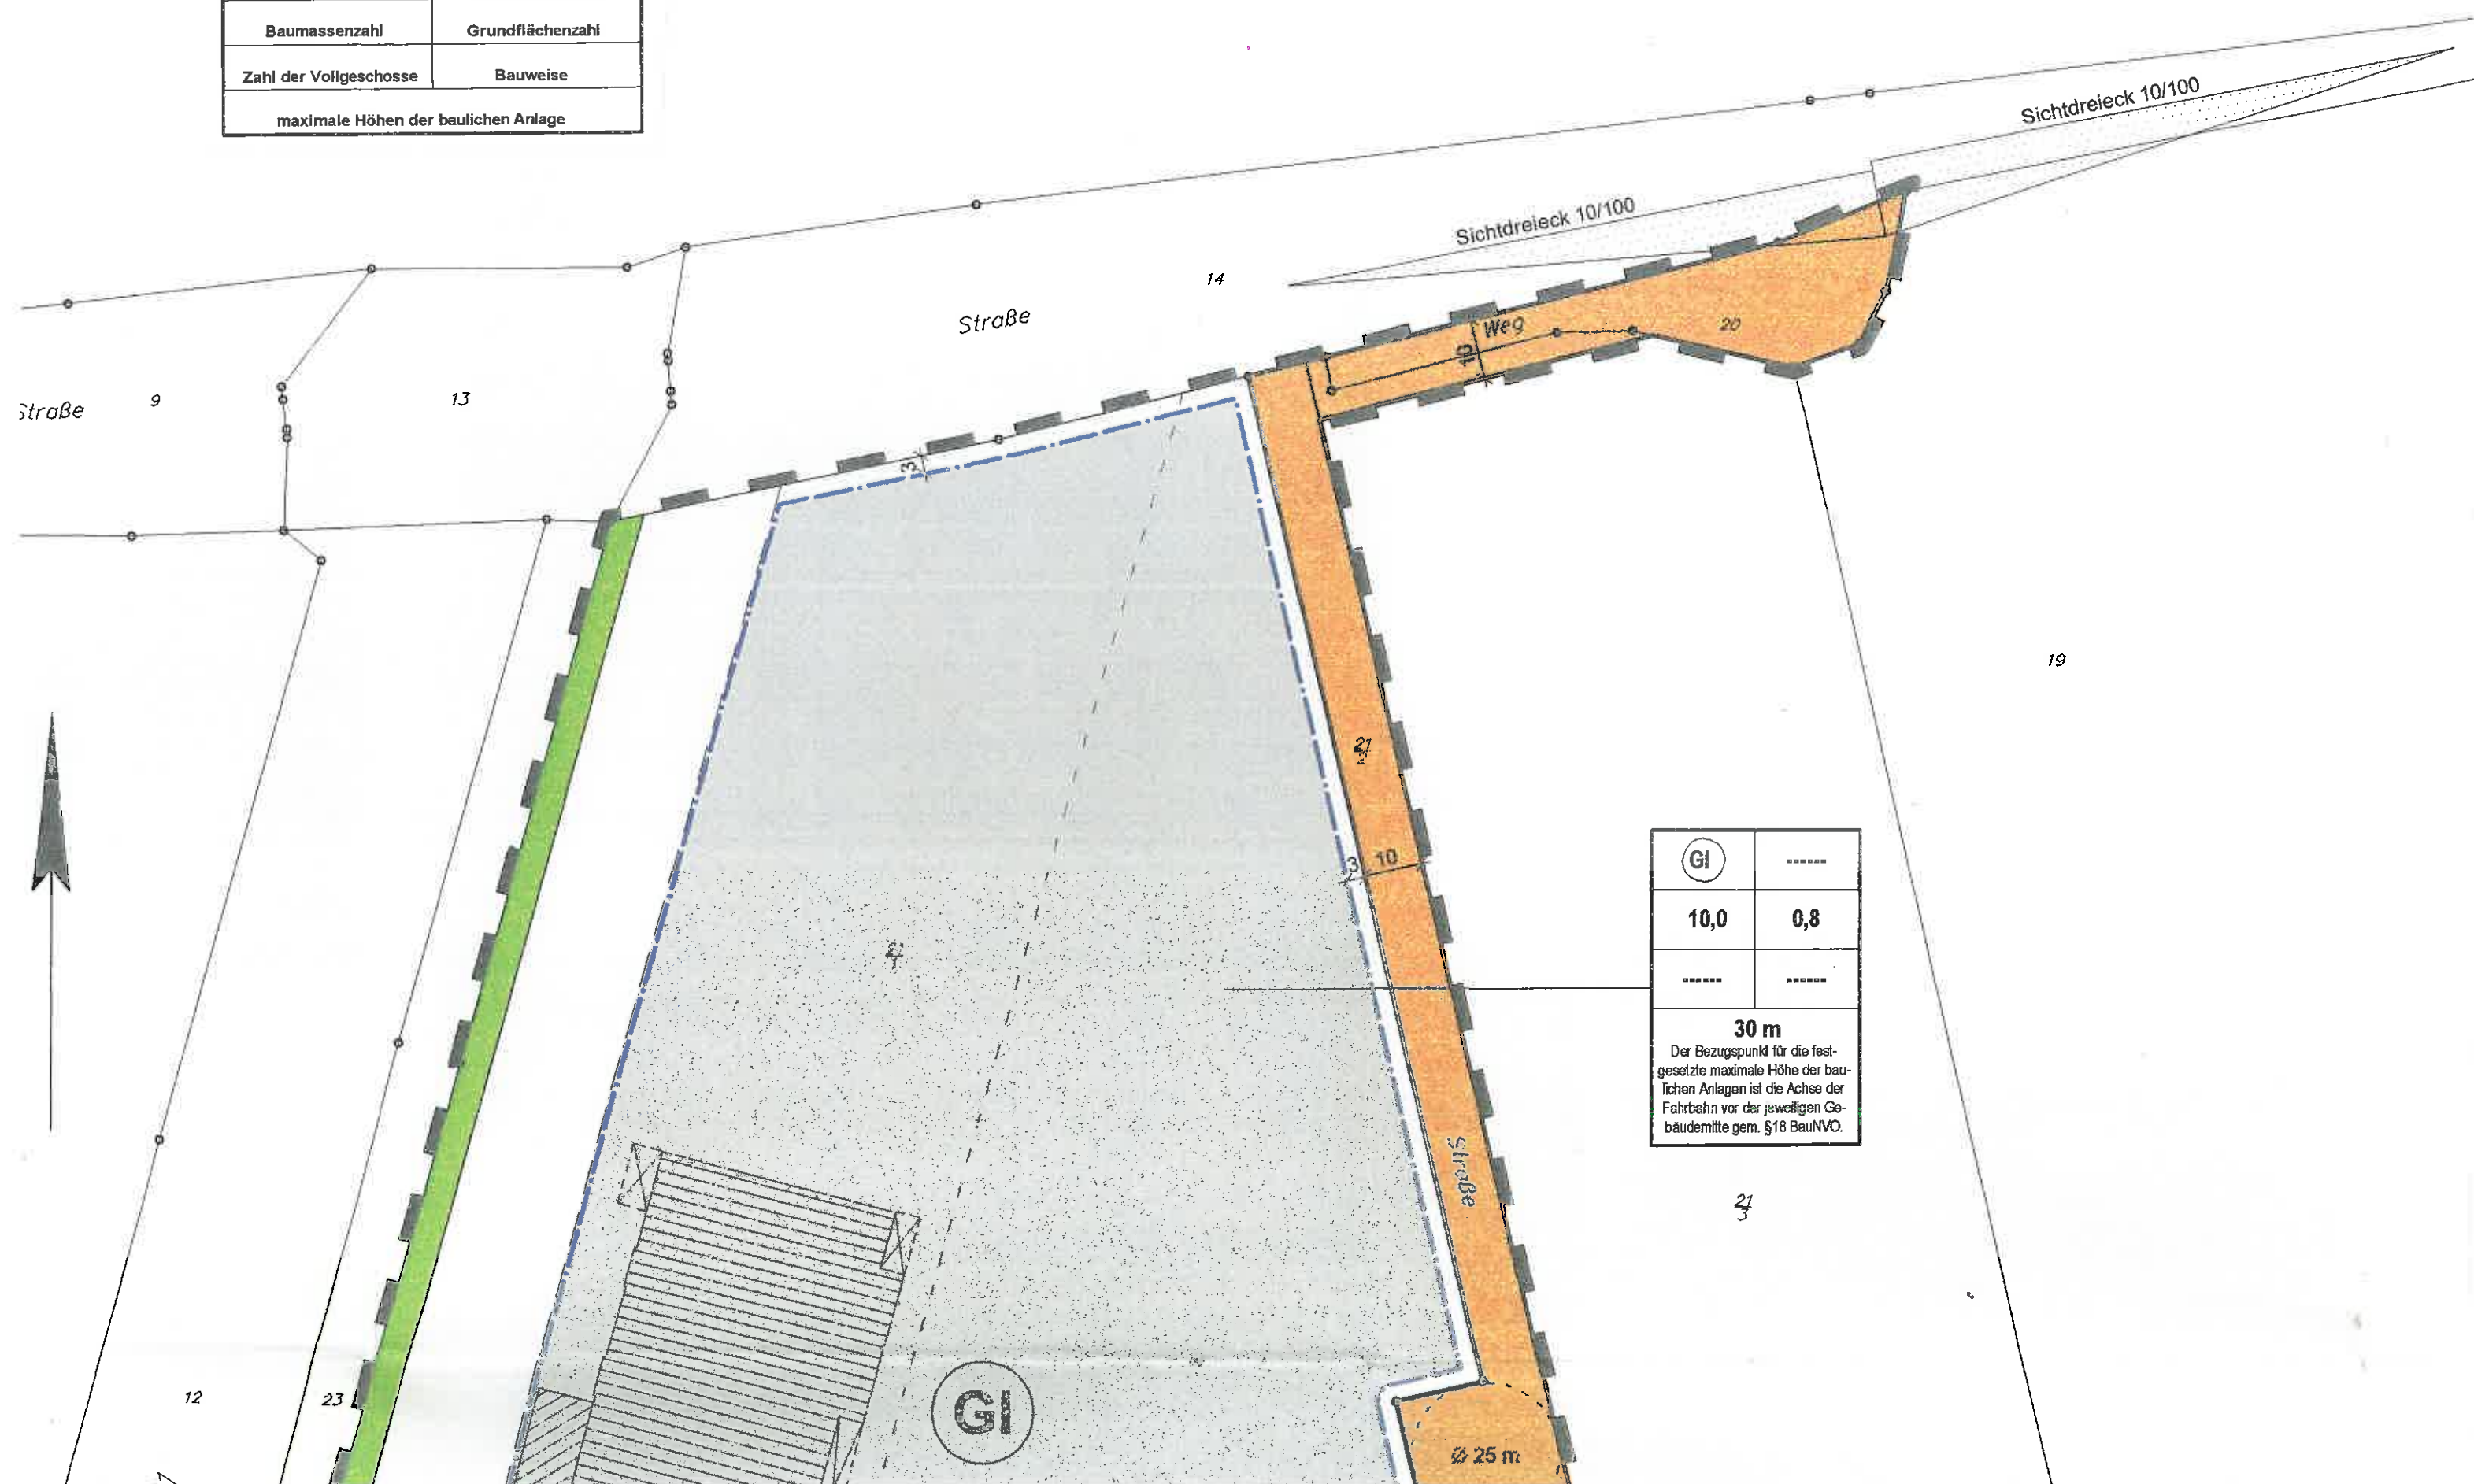 Baumassenzahl Grundflächenzahl
Zahl der Vollgeschosse Bauweise
maximale Höhen der baulichen Anlage
Sichtdreieck 10/100
Sichtdreieck 10/100
14
Straße
Weg
20
10
Straße
9
13
3
19
21
3 10
GI ------
10,0 0,8
------ ------
30 m
Der Bezugspunkt für die fest-
gesetzte maximale Höhe der bau-
lichen Anlagen ist die Achse der
Fahrbahn vor der jeweiligen Ge-
bäudemitte gem. §18 BauNVO.
Straße
21
3
12
23
GI
Ø 25 m